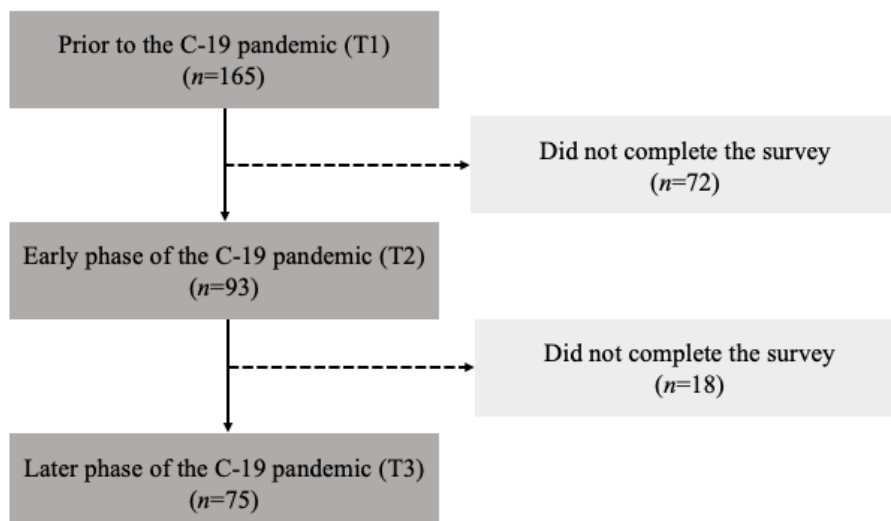 Prior to the C-19 pandemic (T1)
(n=165)
Did not complete the survey
(n=72)
Early phase of the C-19 pandemic (T2)
(n=93)
Did not complete the survey
(n=18)
Later phase of the C-19 pandemic (T3)
(n=75)